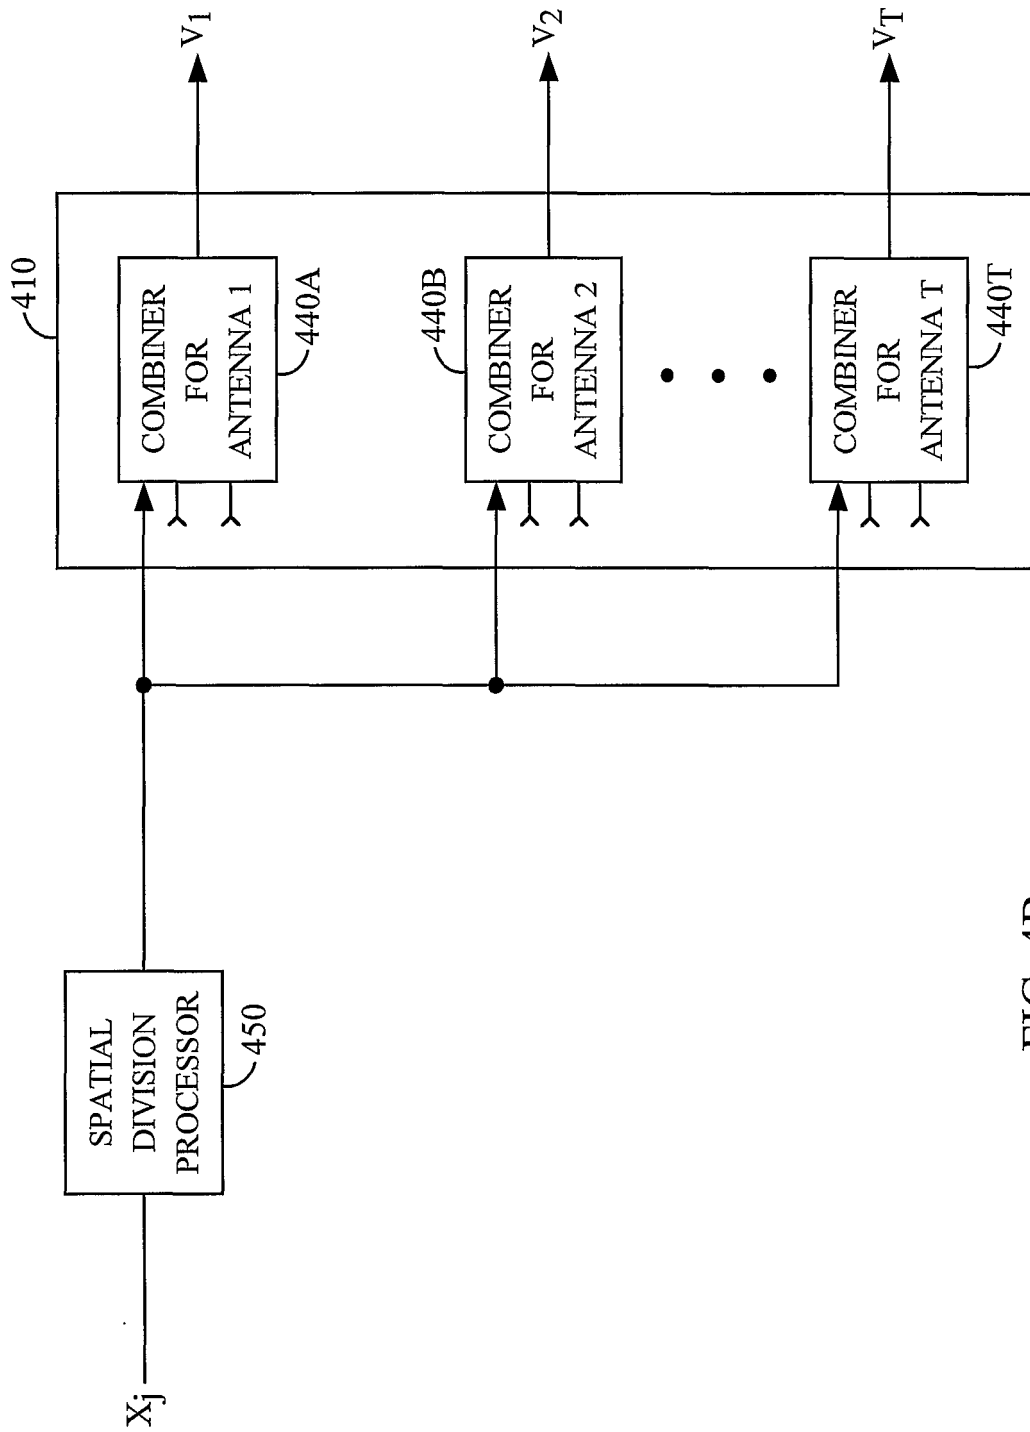 410
SPATIAL
DIVISION
PROCESSOR
450
Xj
COMBINER
FOR
ANTENNA 1
440A
V1
COMBINER
FOR
ANTENNA 2
440B
V2
COMBINER
FOR
ANTENNA T
440T
VT
FIG.